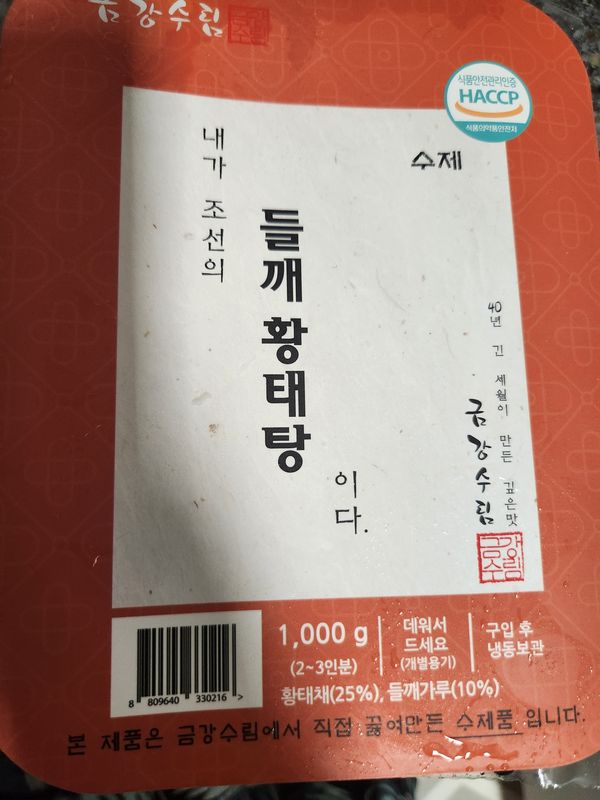 금강수림
금강
수림
식품안전관리인증
HACCP
식품의약품안전처
수제
내가 조선의
들깨황태탕
이다.
40년 긴 세월이 만든 깊은맛
금강수림
금강
수림
1,000 g
(2~3인분)
데워서
드세요
(개별용기)
구입 후
냉동보관
황태채(25%), 들깨가루(10%)
8 809640 330216 >
본 제품은 금강수림에서 직접 끓여만든 수제품 입니다.